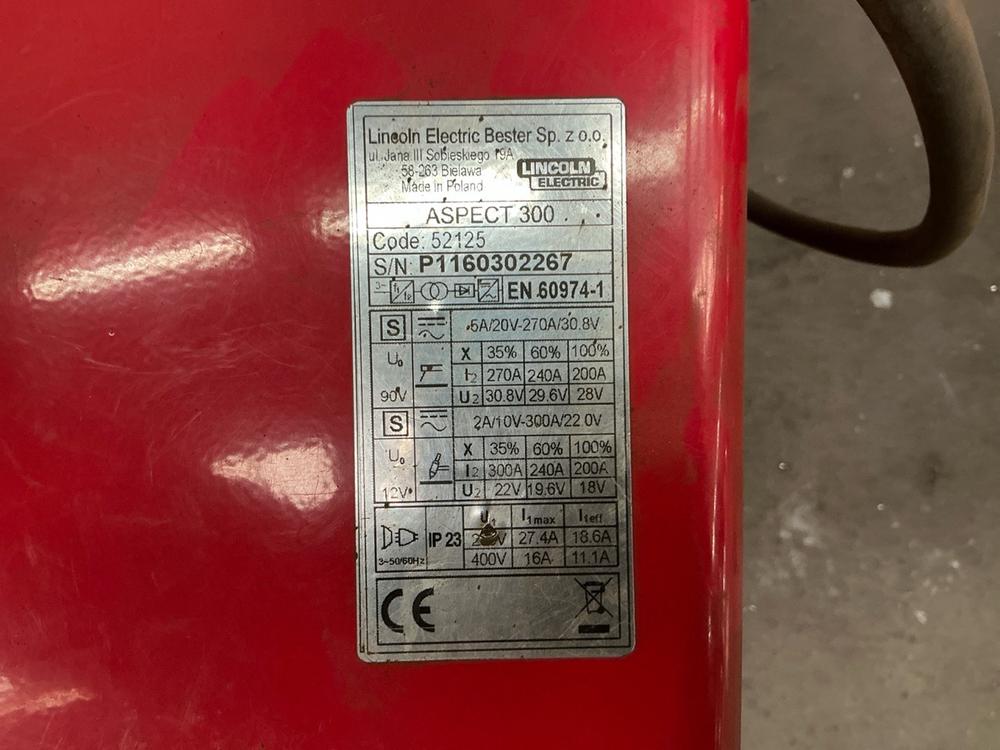 Lincoln Electric Bester Sp. z o.o.
ul. Jana III Sobieskiego 19A
58-263 Bielawa
Made in Poland
LINCOLN
ELECTRIC
ASPECT 300
Code: 52125
S/N: P1160302267
3~ f1 f2 EN 60974-1
S 5A/20V-270A/30.8V
U0 X 35% 60% 100%
I2 270A 240A 200A
90V U2 30.8V 29.6V 28V
S 2A/10V-300A/22.0V
U0 X 35% 60% 100%
I2 300A 240A 200A
12V U2 22V 19.6V 18V
U1 I1max I1eff
IP 23 27.4A 18.6A
3~50/60Hz 400V 16A 11.1A
CE